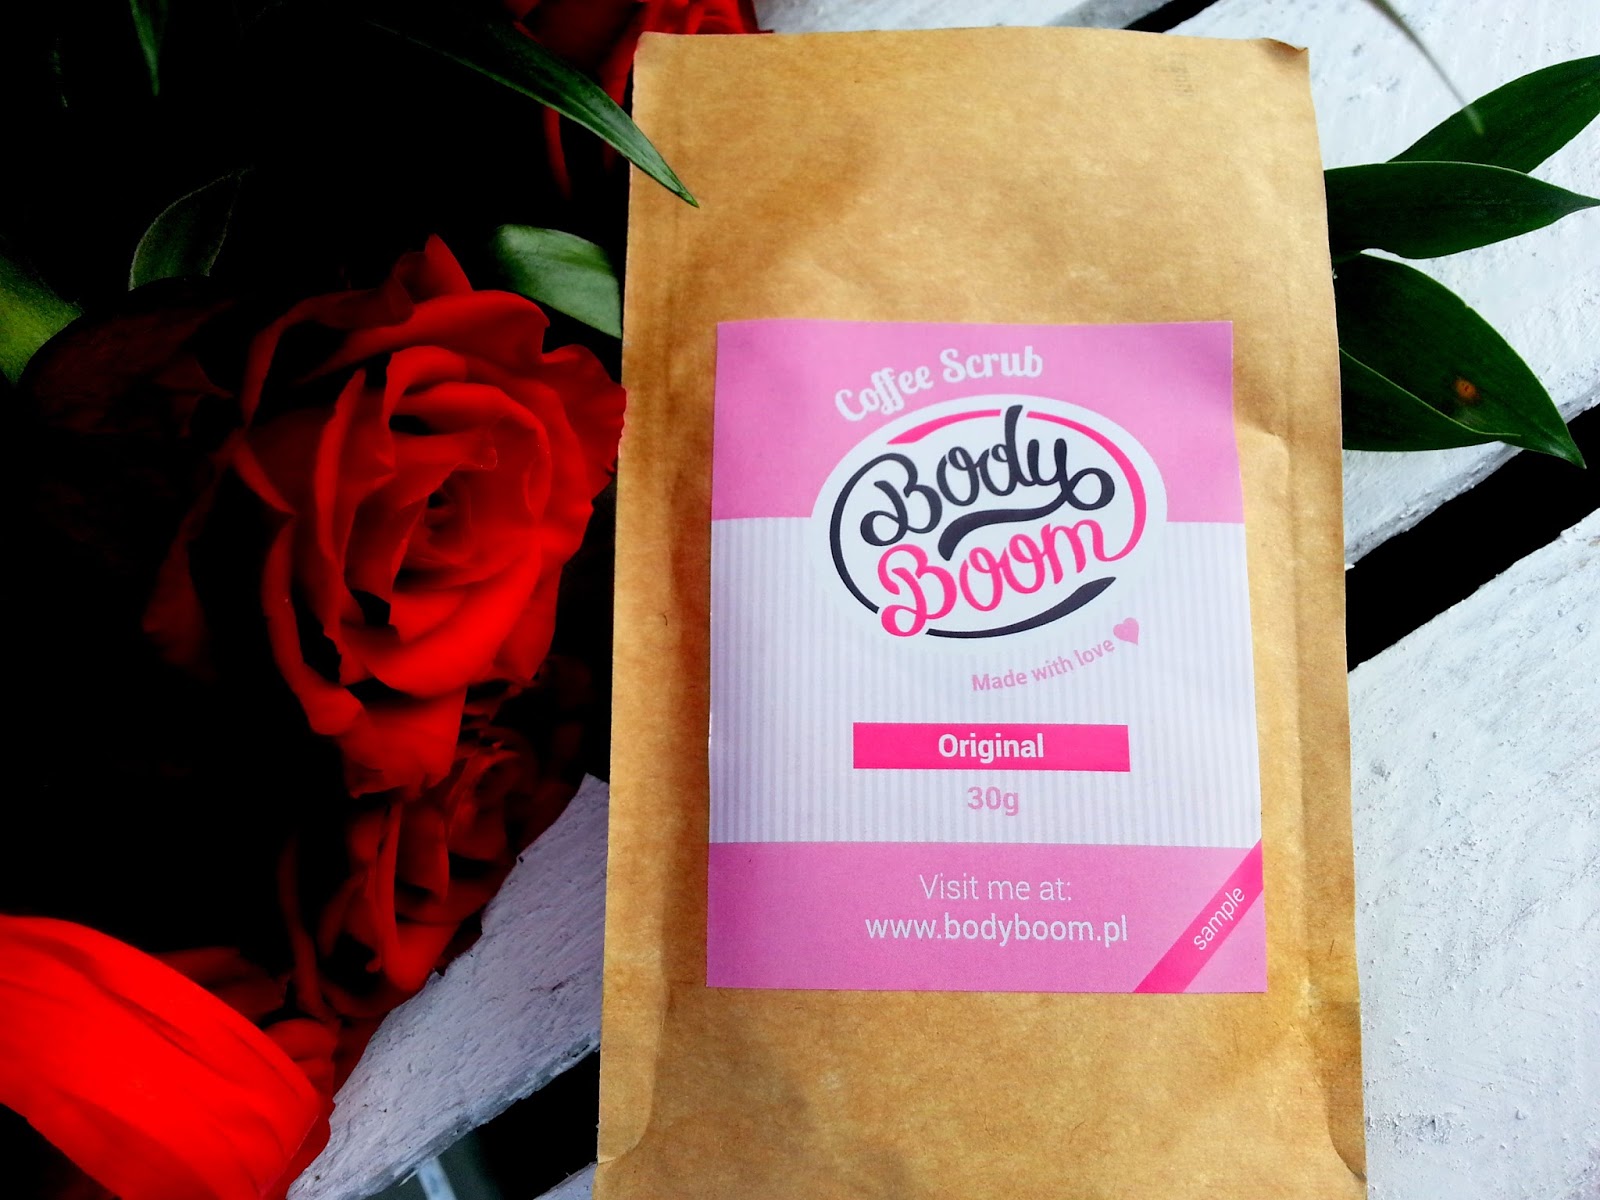 Coffee Scrub
Body
Boom
Made with love
Original
30g
Visit me at:
www.bodyboom.pl
sample